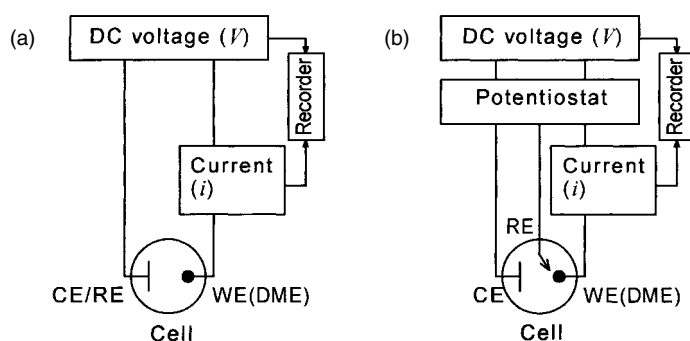 (a)
DC voltage (V)
Recorder
Current
(i)
CE/RE
WE(DME)
Cell
(b)
DC voltage (V)
Potentiostat
Recorder
Current
(i)
RE
CE
WE(DME)
Cell